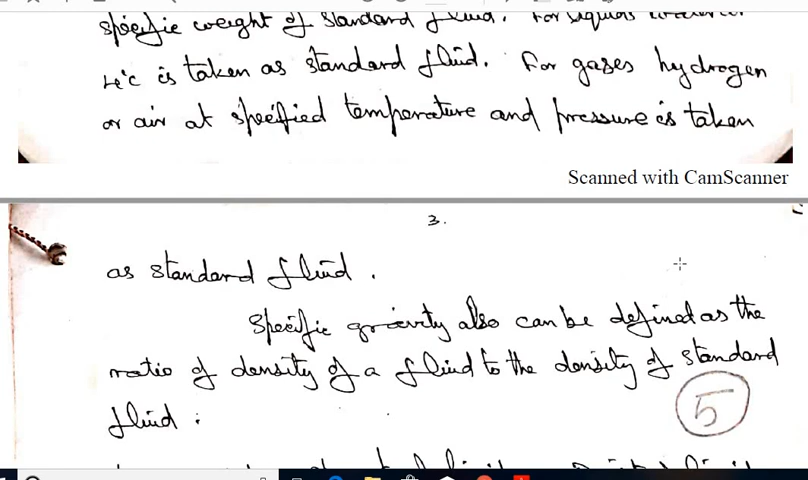 specific weight of standard fluid. For liquids
4°c is taken as standard fluid. For gases hydrogen
or air at specified temperature and pressure is taken
Scanned with CamScanner
3.
as standard fluid.
Specific gravity also can be defined as the
ratio of density of a fluid to the density of standard
fluid.
5